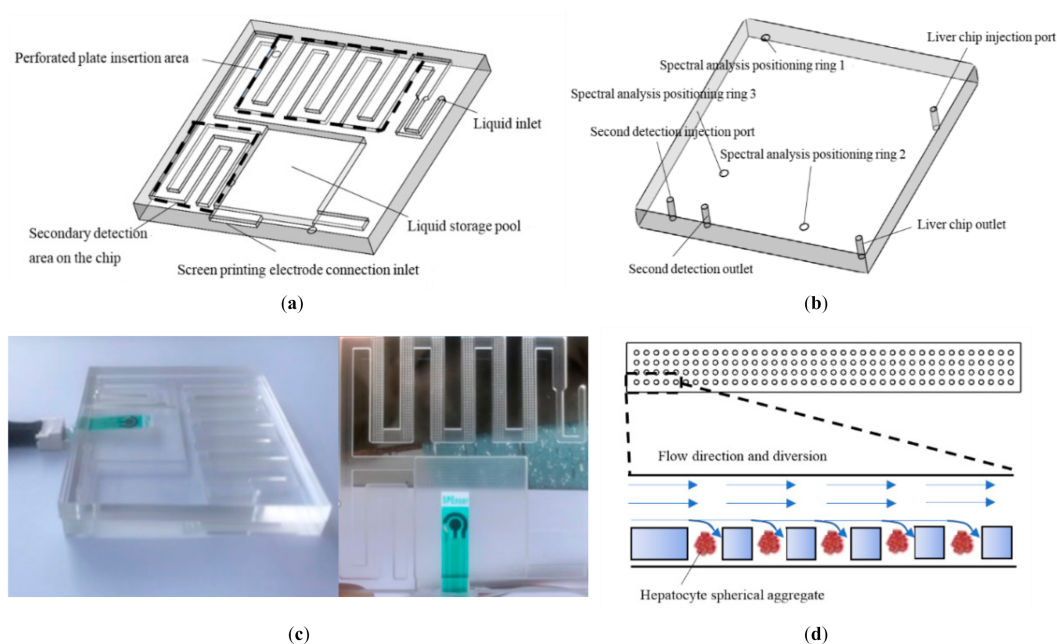 Perforated plate insertion area
Liquid inlet
Liquid storage pool
Secondary detection
area on the chip
Screen printing electrode connection inlet
(a)
Liver chip injection port
Spectral analysis positioning ring 1
Spectral analysis positioning ring 3
Second detection injection port
Spectral analysis positioning ring 2
Liver chip outlet
Second detection outlet
(b)
(c)
Flow direction and diversion
Hepatocyte spherical aggregate
(d)